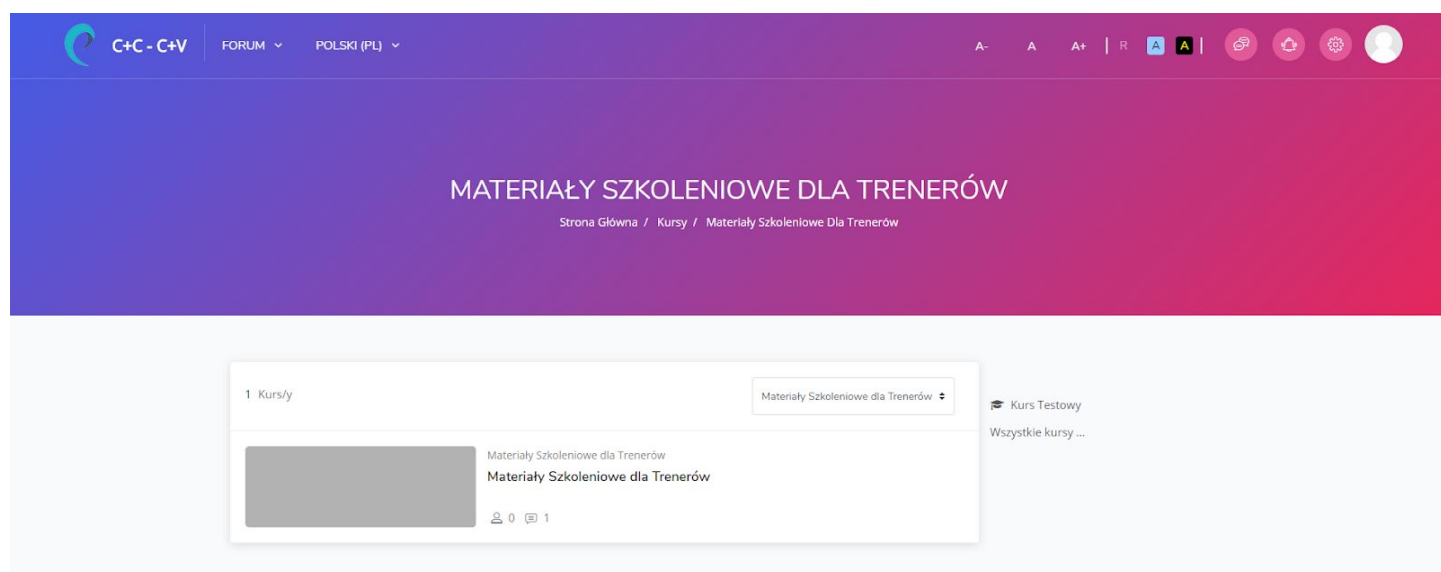 C+C - C+V FORUM POLSKI (PL) A- A A+ | R A A |
MATERIAŁY SZKOLENIOWE DLA TRENERÓW
Strona Główna / Kursy / Materiały Szkoleniowe Dla Trenerów
1 Kurs/y
Materiały Szkoleniowe dla Trenerów
Materiały Szkoleniowe dla Trenerów
Materiały Szkoleniowe dla Trenerów
0 1
Kurs Testowy
Wszystkie kursy ...